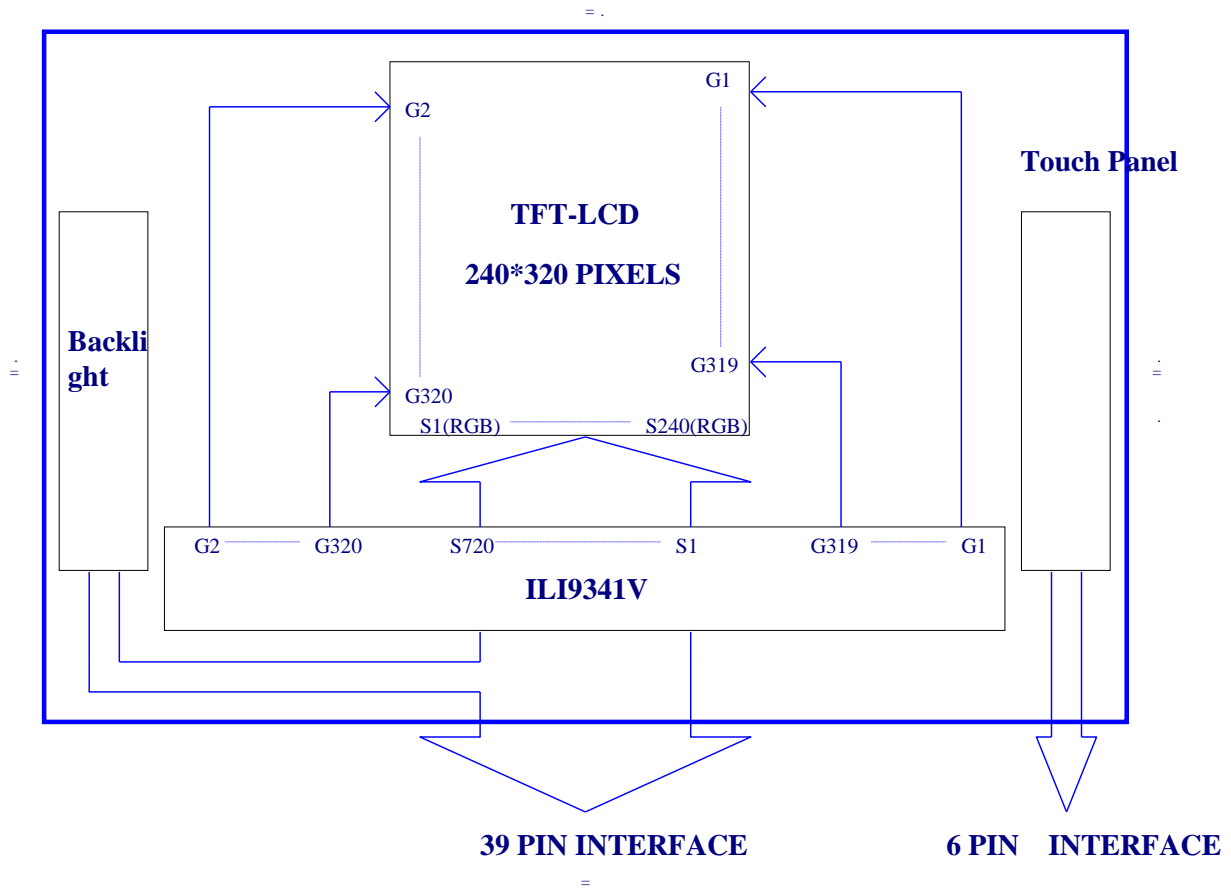 = .
G1
G2
Touch Panel
TFT-LCD
240*320 PIXELS
Backli
ght
. =
. = .
G319
G320
S1(RGB) S240(RGB)
G2 G320 S720 S1 G319 G1
ILI9341V
39 PIN INTERFACE 6 PIN INTERFACE
=